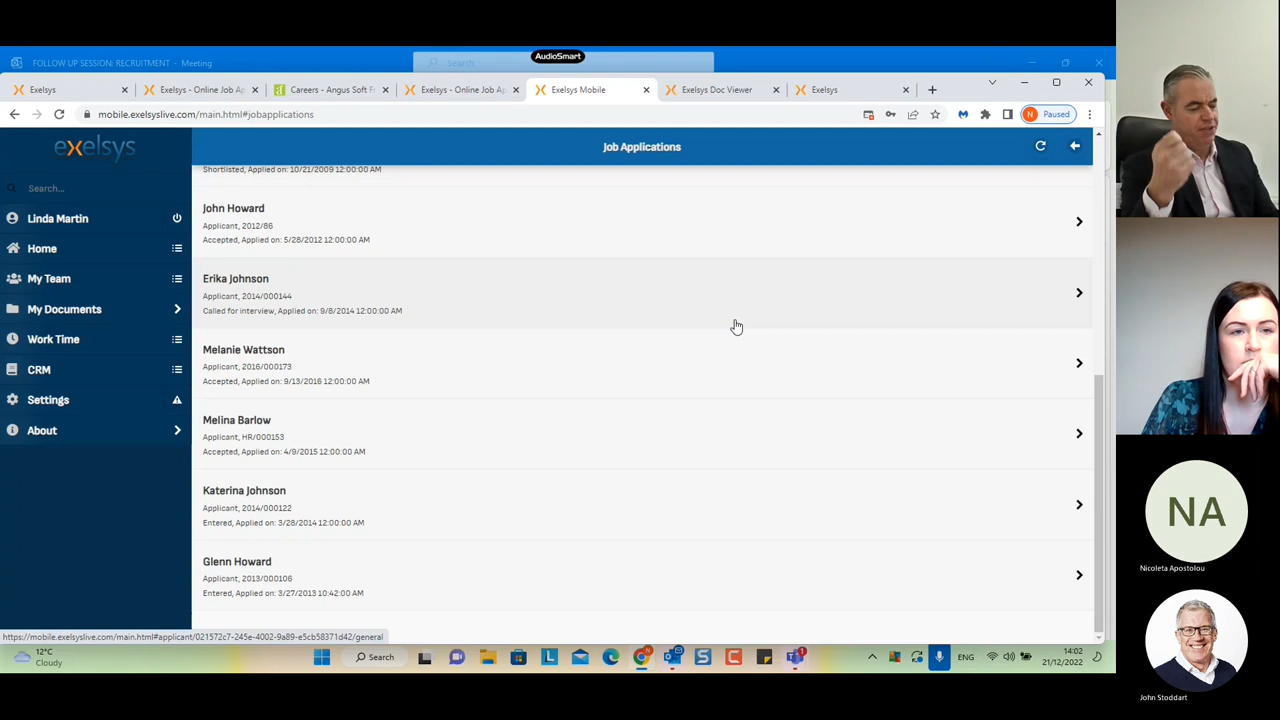 AudioSmart
FOLLOW UP SESSION: RECRUITMENT - Meeting
Search
Exelsys
Exelsys - Online Job Ap
Careers - Angus Soft Fr
Exelsys - Online Job Ap
Exelsys Mobile
Exelsys Doc Viewer
Exelsys
mobile.exelsyslive.com/main.html#jobapplications
N Paused
exelsys
Job Applications
Search...
Linda Martin
Home
My Team
My Documents
Work Time
CRM
Settings
About
Shortlisted, Applied on: 10/21/2009 12:00:00 AM
John Howard
Applicant, 2012/86
Accepted, Applied on: 5/28/2012 12:00:00 AM
Erika Johnson
Applicant, 2014/000144
Called for interview, Applied on: 9/8/2014 12:00:00 AM
Melanie Wattson
Applicant, 2016/000173
Accepted, Applied on: 9/13/2016 12:00:00 AM
Melina Barlow
Applicant, HR/000153
Accepted, Applied on: 4/9/2015 12:00:00 AM
Katerina Johnson
Applicant, 2014/000122
Entered, Applied on: 3/28/2014 12:00:00 AM
Glenn Howard
Applicant, 2013/000106
Entered, Applied on: 3/27/2013 10:42:00 AM
https://mobile.exelsyslive.com/main.html#applicant/021572c7-245e-4002-9a89-e5cb58371d42/general
12°C
Cloudy
Search
ENG
14:02
21/12/2022
NA
Nicoleta Apostolou
John Stoddart